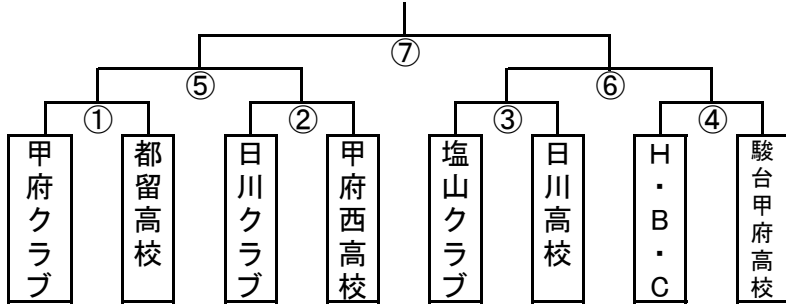 ⑦
⑤
⑥
①
②
③
④
甲府クラブ
都留高校
日川クラブ
甲府西高校
塩山クラブ
日川高校
H・B・C
駿台甲府高校